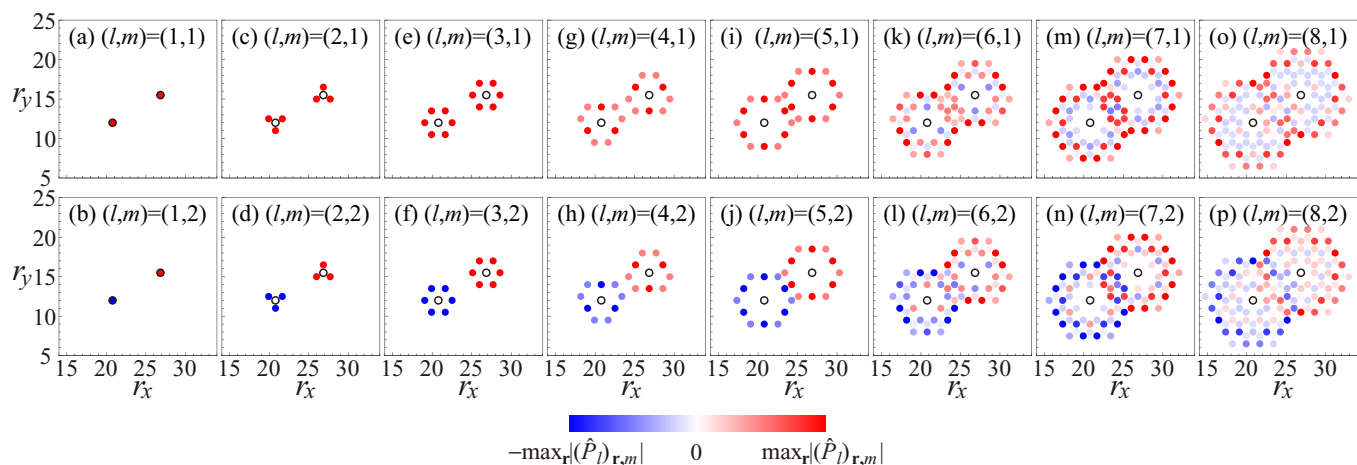 25
20
15
10
5
r_y
(a) (l,m)=(1,1)
(c) (l,m)=(2,1)
(e) (l,m)=(3,1)
(g) (l,m)=(4,1)
(i) (l,m)=(5,1)
(k) (l,m)=(6,1)
(m) (l,m)=(7,1)
(o) (l,m)=(8,1)
25
20
15
10
5
r_y
(b) (l,m)=(1,2)
(d) (l,m)=(2,2)
(f) (l,m)=(3,2)
(h) (l,m)=(4,2)
(j) (l,m)=(5,2)
(l) (l,m)=(6,2)
(n) (l,m)=(7,2)
(p) (l,m)=(8,2)
15 20 25 30 15 20 25 30 15 20 25 30 15 20 25 30 15 20 25 30 15 20 25 30 15 20 25 30 15 20 25 30
r_x r_x r_x r_x r_x r_x r_x r_x
−max_r|(P̂_l)_{r,m}| 0 max_r|(P̂_l)_{r,m}|